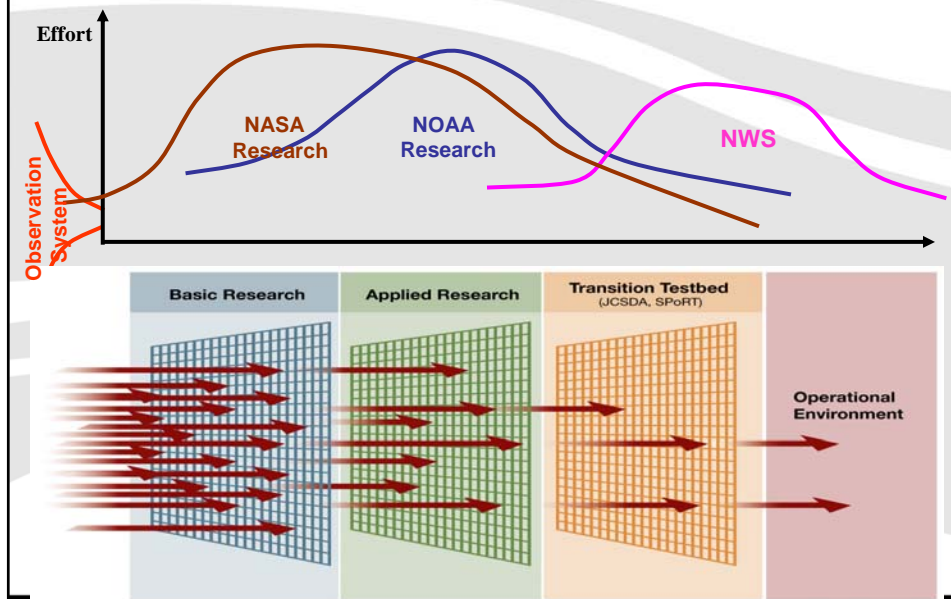 Effort
NASA
Research
NOAA
Research
NWS
Observation
System
Basic Research
Applied Research
Transition Testbed
(JCSDA, SPoRT)
Operational
Environment